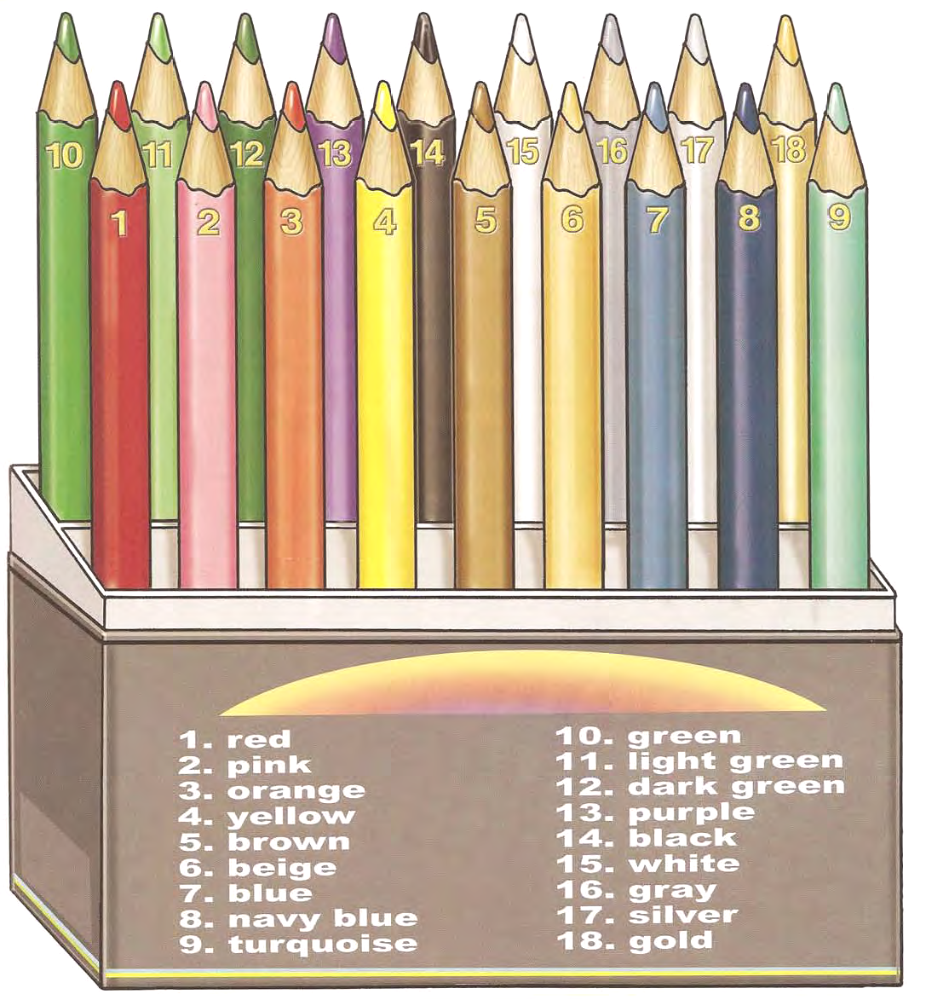 10 11 12 13 14 15 16 17 18
1 2 3 4 5 6 7 8 9
1. red
2. pink
3. orange
4. yellow
5. brown
6. beige
7. blue
8. navy blue
9. turquoise
10. green
11. light green
12. dark green
13. purple
14. black
15. white
16. gray
17. silver
18. gold